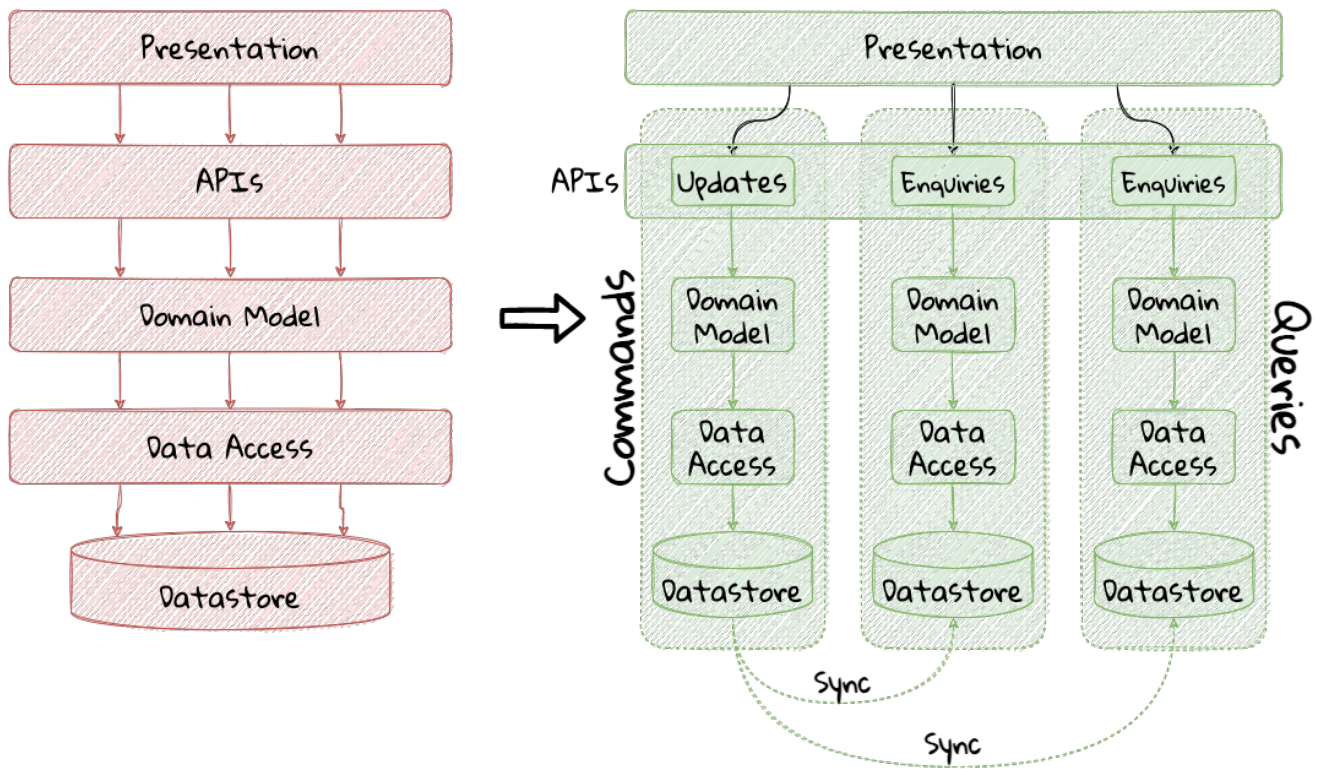 Presentation
APIs
Domain Model
Data Access
Datastore
Presentation
APIs
Updates
Enquiries
Enquiries
Commands
Domain
Model
Domain
Model
Domain
Model
Queries
Data
Access
Data
Access
Data
Access
Datastore
Datastore
Datastore
Sync
Sync